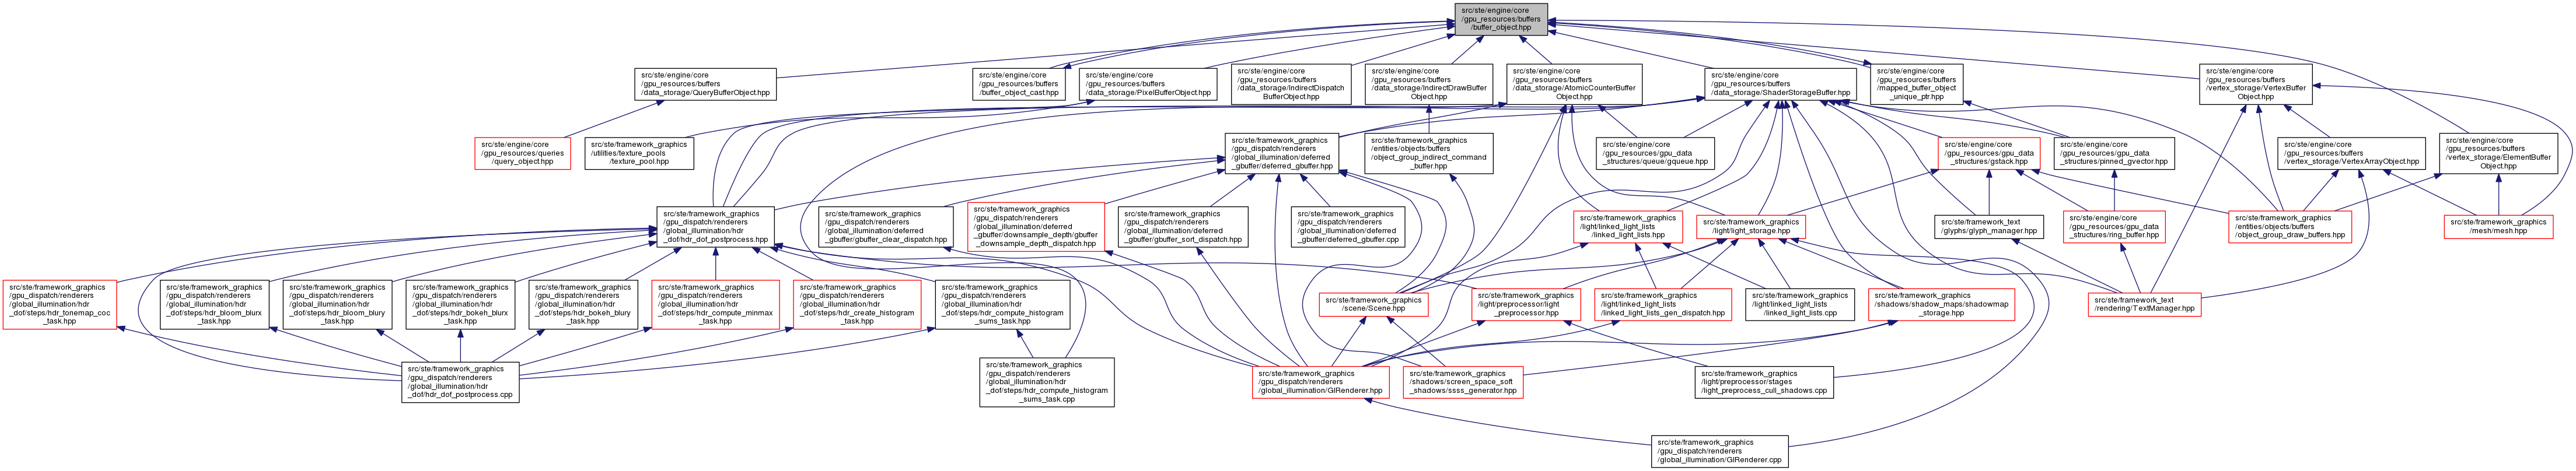 src/ste/engine/core
/gpu_resources/buffers
/buffer_object.hpp
src/ste/engine/core
/gpu_resources/buffers
/data_storage/QueryBufferObject.hpp
src/ste/engine/core
/gpu_resources/buffers
/buffer_object_cast.hpp
src/ste/engine/core
/gpu_resources/buffers
/data_storage/PixelBufferObject.hpp
src/ste/engine/core
/gpu_resources/buffers
/data_storage/IndirectDispatch
BufferObject.hpp
src/ste/engine/core
/gpu_resources/buffers
/data_storage/IndirectDrawBuffer
Object.hpp
src/ste/engine/core
/gpu_resources/buffers
/data_storage/AtomicCounterBuffer
Object.hpp
src/ste/engine/core
/gpu_resources/buffers
/data_storage/ShaderStorageBuffer.hpp
src/ste/engine/core
/gpu_resources/buffers
/mapped_buffer_object
_unique_ptr.hpp
src/ste/engine/core
/gpu_resources/buffers
/vertex_storage/VertexBuffer
Object.hpp
src/ste/engine/core
/gpu_resources/queries
/query_object.hpp
src/ste/framework_graphics
/utilities/texture_pools
/texture_pool.hpp
src/ste/framework_graphics
/gpu_dispatch/renderers
/global_illumination/deferred
_gbuffer/deferred_gbuffer.hpp
src/ste/framework_graphics
/entities/objects/buffers
/object_group_indirect_command
_buffer.hpp
src/ste/engine/core
/gpu_resources/gpu_data
_structures/queue/gqueue.hpp
src/ste/engine/core
/gpu_resources/gpu_data
_structures/gstack.hpp
src/ste/engine/core
/gpu_resources/gpu_data
_structures/pinned_gvector.hpp
src/ste/engine/core
/gpu_resources/buffers
/vertex_storage/VertexArrayObject.hpp
src/ste/engine/core
/gpu_resources/buffers
/vertex_storage/ElementBuffer
Object.hpp
src/ste/framework_graphics
/gpu_dispatch/renderers
/global_illumination/hdr
_dof/hdr_dof_postprocess.hpp
src/ste/framework_graphics
/gpu_dispatch/renderers
/global_illumination/deferred
_gbuffer/gbuffer_clear_dispatch.hpp
src/ste/framework_graphics
/gpu_dispatch/renderers
/global_illumination/deferred
_gbuffer/downsample_depth/gbuffer
_downsample_depth_dispatch.hpp
src/ste/framework_graphics
/gpu_dispatch/renderers
/global_illumination/deferred
_gbuffer/gbuffer_sort_dispatch.hpp
src/ste/framework_graphics
/gpu_dispatch/renderers
/global_illumination/deferred
_gbuffer/deferred_gbuffer.cpp
src/ste/framework_graphics
/light/linked_light_lists
/linked_light_lists.hpp
src/ste/framework_graphics
/light/light_storage.hpp
src/ste/framework_text
/glyphs/glyph_manager.hpp
src/ste/engine/core
/gpu_resources/gpu_data
_structures/ring_buffer.hpp
src/ste/framework_graphics
/entities/objects/buffers
/object_group_draw_buffers.hpp
src/ste/framework_graphics
/mesh/mesh.hpp
src/ste/framework_graphics
/gpu_dispatch/renderers
/global_illumination/hdr
_dof/steps/hdr_tonemap_coc
_task.hpp
src/ste/framework_graphics
/gpu_dispatch/renderers
/global_illumination/hdr
_dof/steps/hdr_bloom_blurx
_task.hpp
src/ste/framework_graphics
/gpu_dispatch/renderers
/global_illumination/hdr
_dof/steps/hdr_bloom_blury
_task.hpp
src/ste/framework_graphics
/gpu_dispatch/renderers
/global_illumination/hdr
_dof/steps/hdr_bokeh_blurx
_task.hpp
src/ste/framework_graphics
/gpu_dispatch/renderers
/global_illumination/hdr
_dof/steps/hdr_bokeh_blury
_task.hpp
src/ste/framework_graphics
/gpu_dispatch/renderers
/global_illumination/hdr
_dof/steps/hdr_compute_minmax
_task.hpp
src/ste/framework_graphics
/gpu_dispatch/renderers
/global_illumination/hdr
_dof/steps/hdr_create_histogram
_task.hpp
src/ste/framework_graphics
/gpu_dispatch/renderers
/global_illumination/hdr
_dof/steps/hdr_compute_histogram
_sums_task.hpp
src/ste/framework_graphics
/scene/Scene.hpp
src/ste/framework_graphics
/light/preprocessor/light
_preprocessor.hpp
src/ste/framework_graphics
/light/linked_light_lists
/linked_light_lists_gen_dispatch.hpp
src/ste/framework_graphics
/light/linked_light_lists
/linked_light_lists.cpp
src/ste/framework_graphics
/shadows/shadow_maps/shadowmap
_storage.hpp
src/ste/framework_text
/rendering/TextManager.hpp
src/ste/framework_graphics
/gpu_dispatch/renderers
/global_illumination/hdr
_dof/hdr_dof_postprocess.cpp
src/ste/framework_graphics
/gpu_dispatch/renderers
/global_illumination/hdr
_dof/steps/hdr_compute_histogram
_sums_task.cpp
src/ste/framework_graphics
/gpu_dispatch/renderers
/global_illumination/GIRenderer.hpp
src/ste/framework_graphics
/shadows/screen_space_soft
_shadows/ssss_generator.hpp
src/ste/framework_graphics
/light/preprocessor/stages
/light_preprocess_cull_shadows.cpp
src/ste/framework_graphics
/gpu_dispatch/renderers
/global_illumination/GIRenderer.cpp